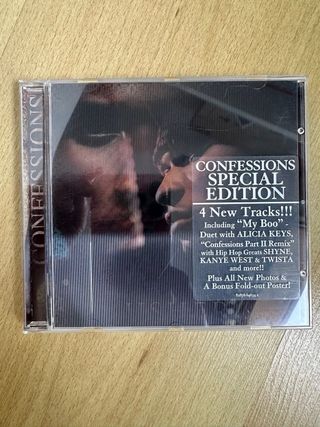 CONFESSIONS
CONFESSIONS
SPECIAL
EDITION
4 New Tracks!!!
Including "My Boo" -
Duet with ALICIA KEYS,
"Confessions Part II Remix"
with Hip Hop Greats SHYNE,
KANYE WEST & TWISTA
and more!!
Plus All New Photos &
A Bonus Fold-out Poster!